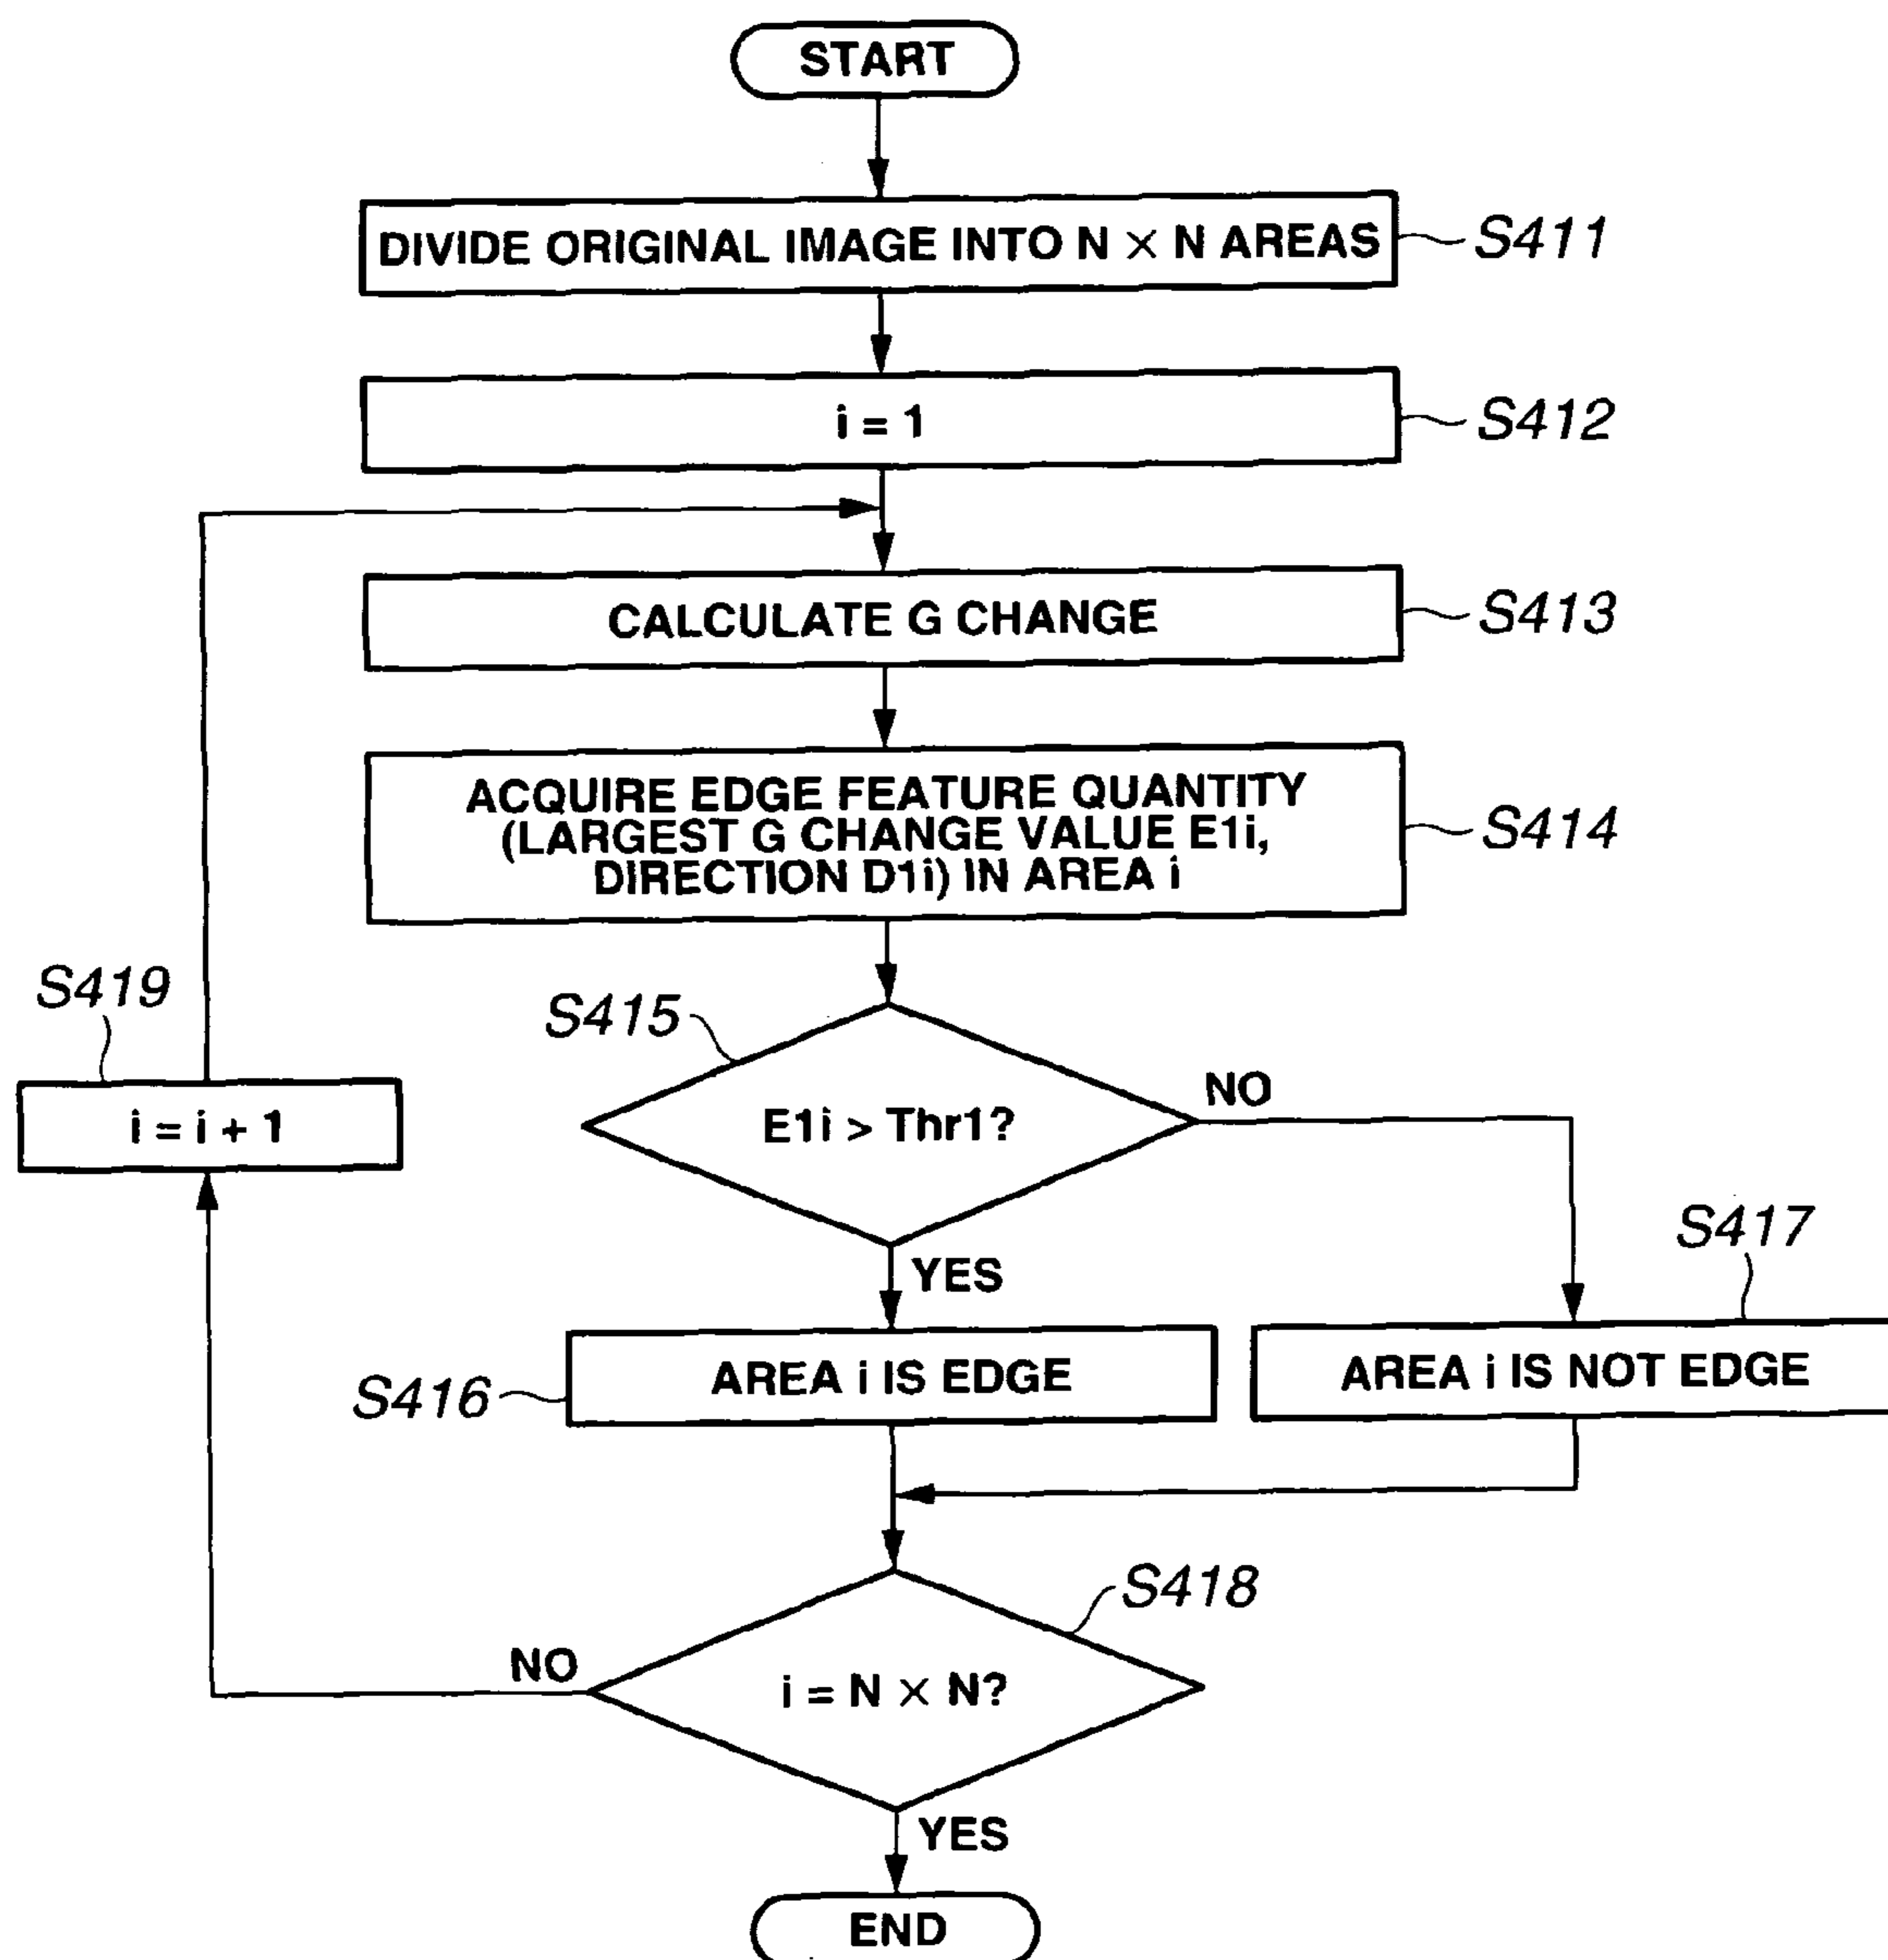 START
DIVIDE ORIGINAL IMAGE INTO N × N AREAS
S411
i = 1
S412
CALCULATE G CHANGE
S413
ACQUIRE EDGE FEATURE QUANTITY
(LARGEST G CHANGE VALUE E1i,
DIRECTION D1i) IN AREA i
S414
S419
i = i + 1
S415
E1i > Thr1?
NO
YES
S417
S416
AREA i IS EDGE
AREA i IS NOT EDGE
S418
i = N × N?
NO
YES
END